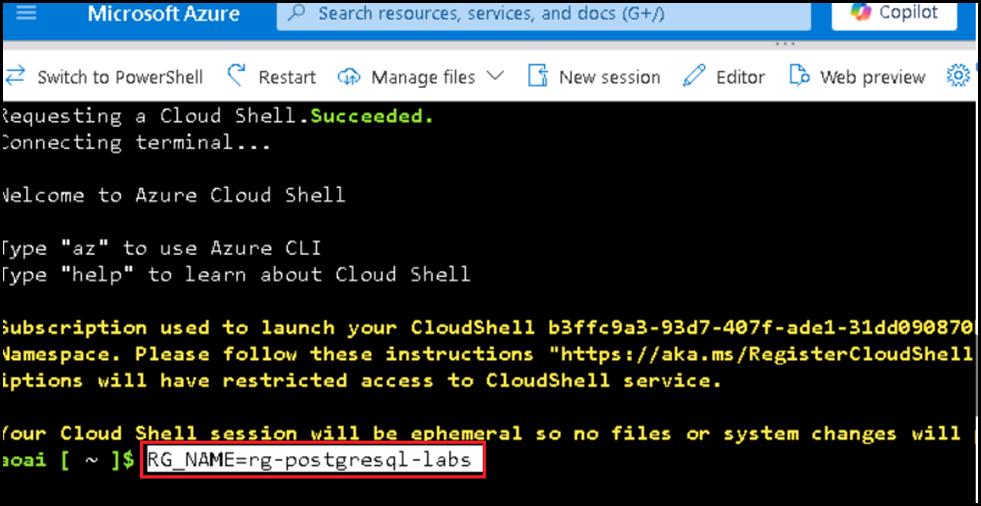 Microsoft Azure
Search resources, services, and docs (G+/)
Copilot
Switch to PowerShell
Restart
Manage files
New session
Editor
Web preview
Requesting a Cloud Shell.Succeeded.
Connecting terminal...
Welcome to Azure Cloud Shell
Type "az" to use Azure CLI
Type "help" to learn about Cloud Shell
Subscription used to launch your CloudShell b3ffc9a3-93d7-407f-ade1-31dd090870
Namespace. Please follow these instructions "https://aka.ms/RegisterCloudShell
iptions will have restricted access to CloudShell service.
Your Cloud Shell session will be ephemeral so no files or system changes will
aoai [ ~ ]$ RG_NAME=rg-postgresql-labs